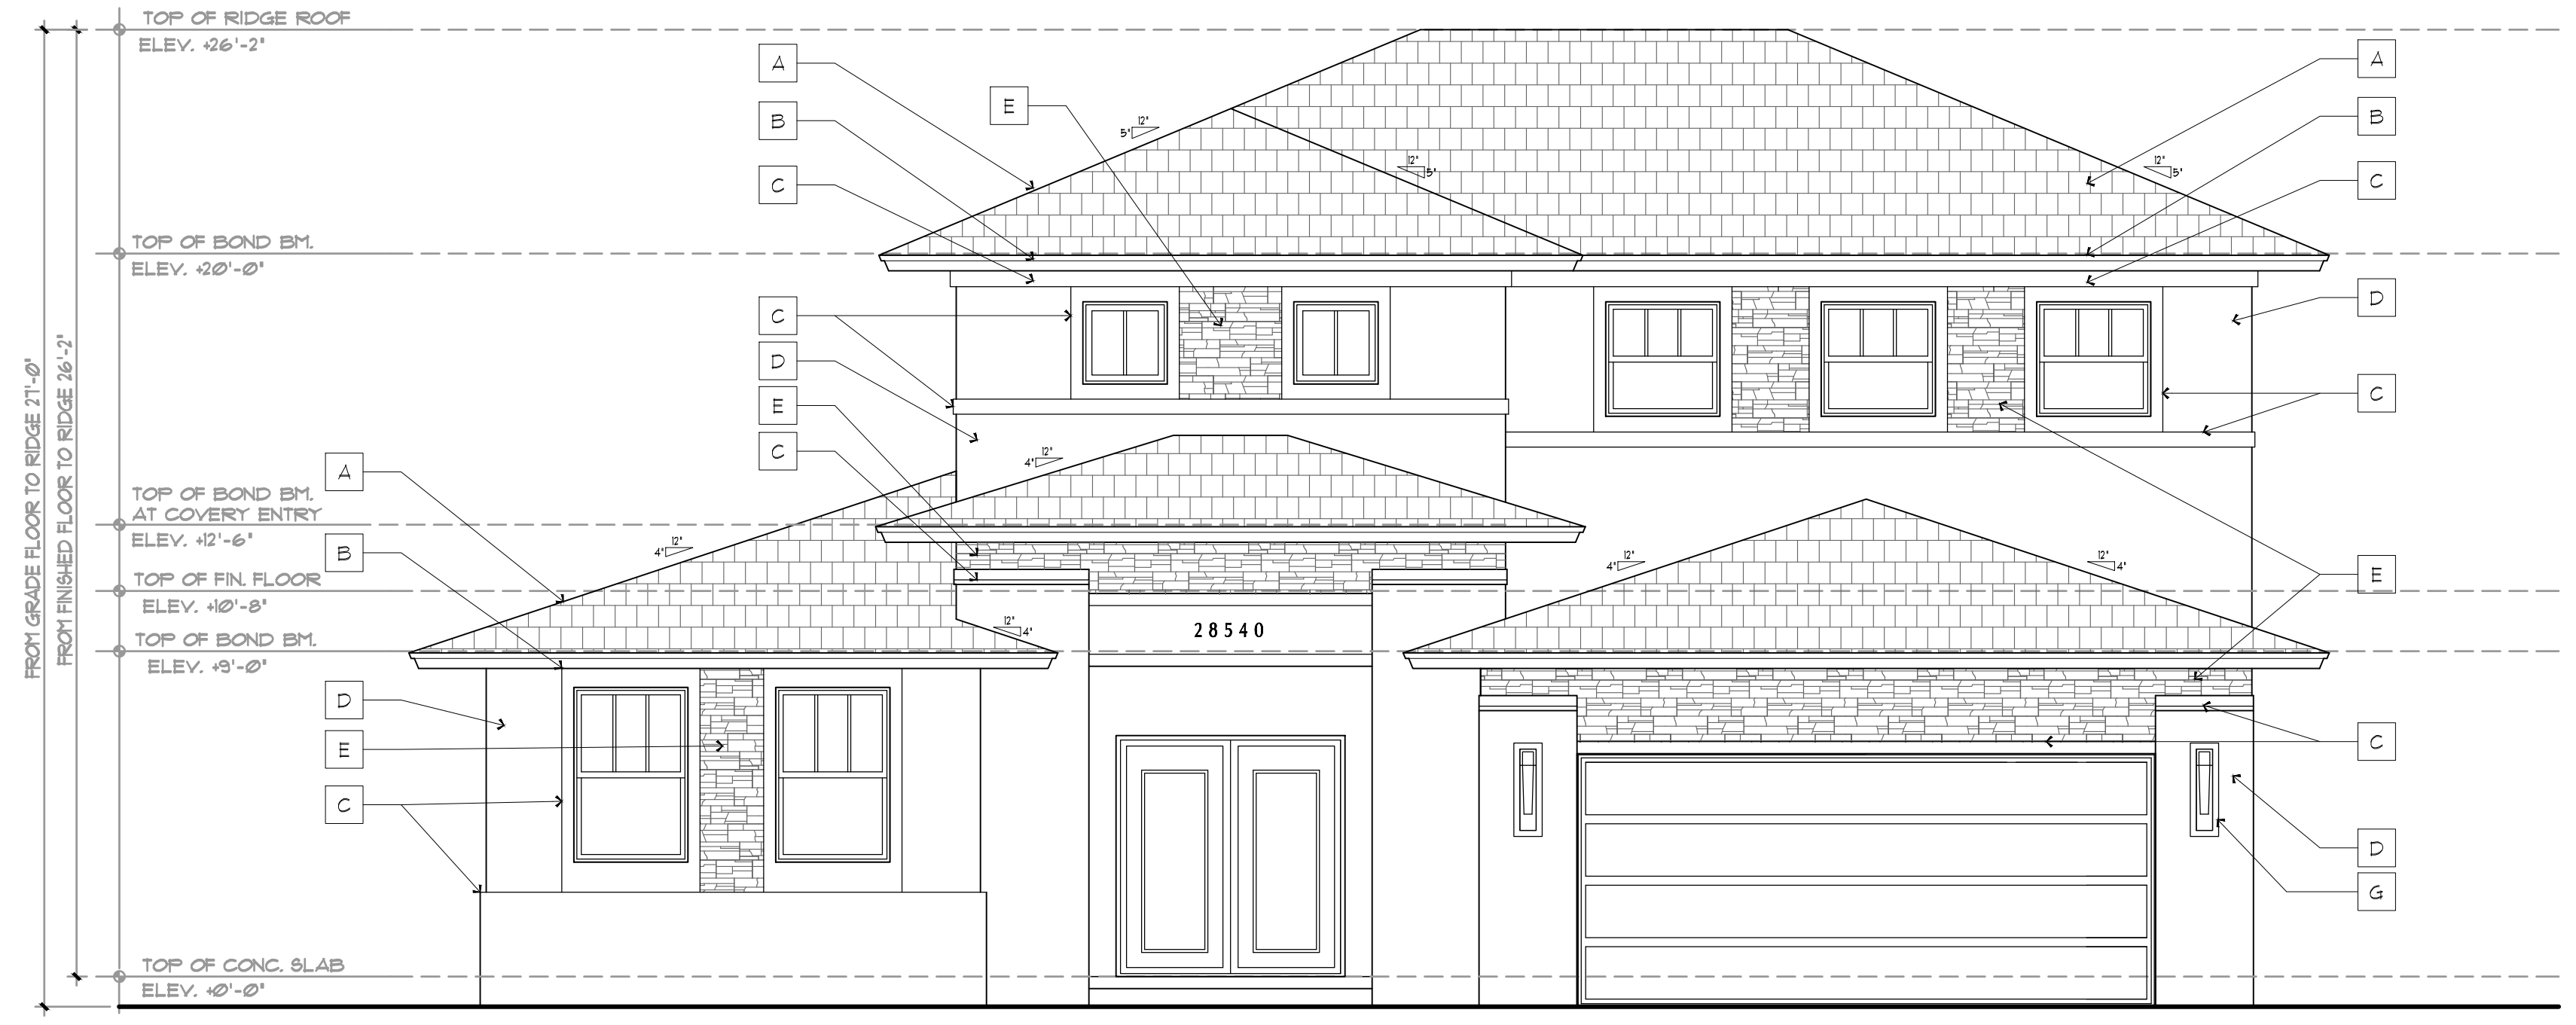 TOP OF RIDGE ROOF
ELEV. +26'-2"
TOP OF BOND BM.
ELEV. +20'-0"
TOP OF BOND BM.
AT COVERY ENTRY
ELEV. +12'-6"
TOP OF FIN. FLOOR
ELEV. +10'-8"
TOP OF BOND BM.
ELEV. +9'-0"
TOP OF CONC. SLAB
ELEV. +0'-0"
FROM GRADE FLOOR TO RIDGE 27'-0"
FROM FINISHED FLOOR TO RIDGE 26'-2"
A
B
C
E
C
D
E
C
A
B
D
E
C
A
B
C
D
C
E
C
D
G
12"
5"
12"
5"
12"
5"
12"
4"
12"
4"
12"
4"
12"
4"
12"
4"
28540